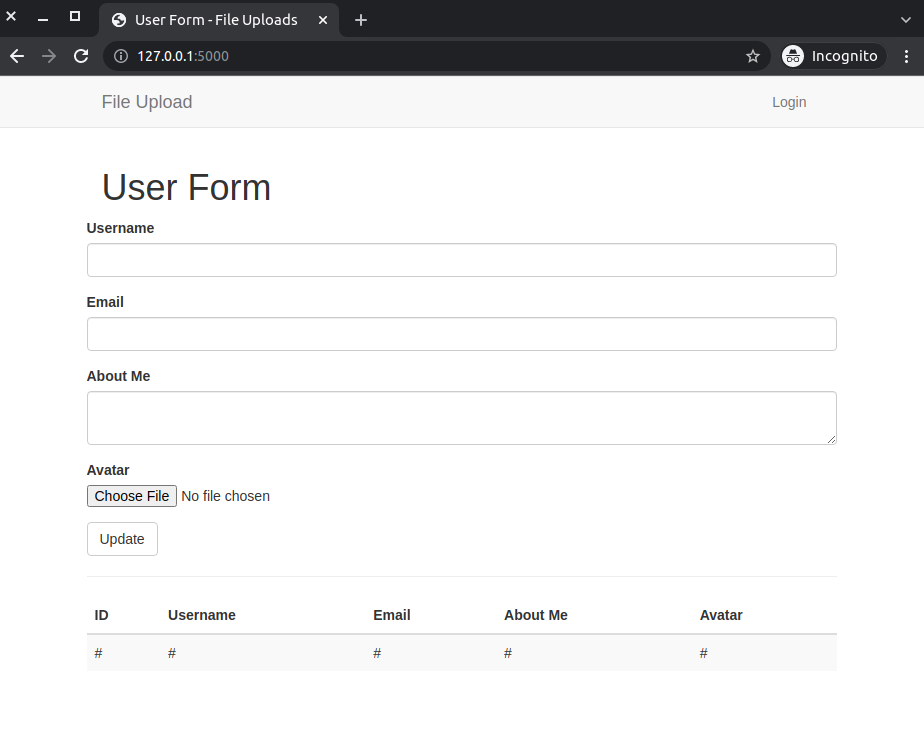 User Form - File Uploads
127.0.0.1:5000
Incognito
File Upload Login
User Form
Username
Email
About Me
Avatar
Choose File No file chosen
Update
ID Username Email About Me Avatar
# # # # #